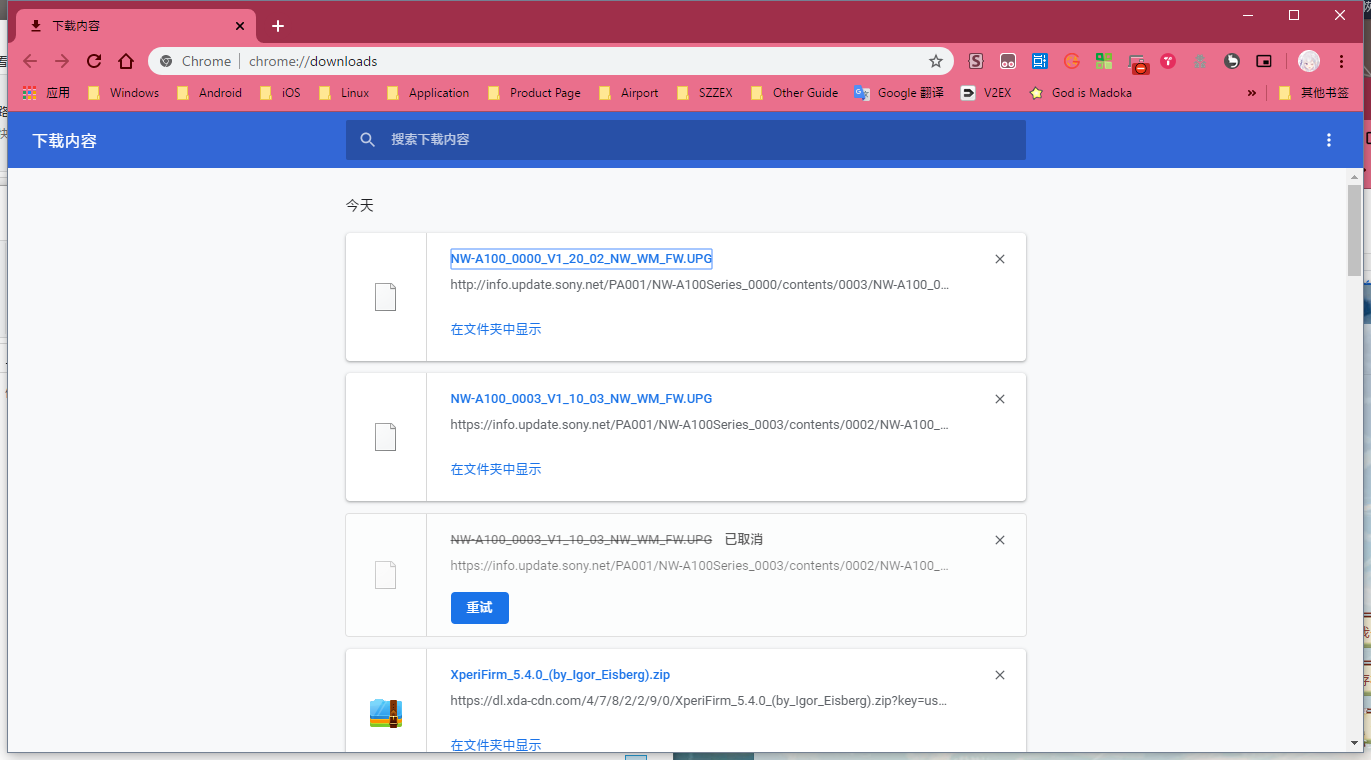 下载内容
Chrome
chrome://downloads
应用
Windows
Android
iOS
Linux
Application
Product Page
Airport
SZZEX
Other Guide
Google 翻译
V2EX
God is Madoka
»
其他书签
下载内容
搜索下载内容
今天
NW-A100_0000_V1_20_02_NW_WM_FW.UPG
http://info.update.sony.net/PA001/NW-A100Series_0000/contents/0003/NW-A100_0…
在文件夹中显示
NW-A100_0003_V1_10_03_NW_WM_FW.UPG
https://info.update.sony.net/PA001/NW-A100Series_0003/contents/0002/NW-A100_…
在文件夹中显示
NW-A100_0003_V1_10_03_NW_WM_FW.UPG 已取消
https://info.update.sony.net/PA001/NW-A100Series_0003/contents/0002/NW-A100_…
重试
XperiFirm_5.4.0_(by_Igor_Eisberg).zip
https://dl.xda-cdn.com/4/7/8/2/2/9/0/XperiFirm_5.4.0_(by_Igor_Eisberg).zip?key=us…
在文件夹中显示